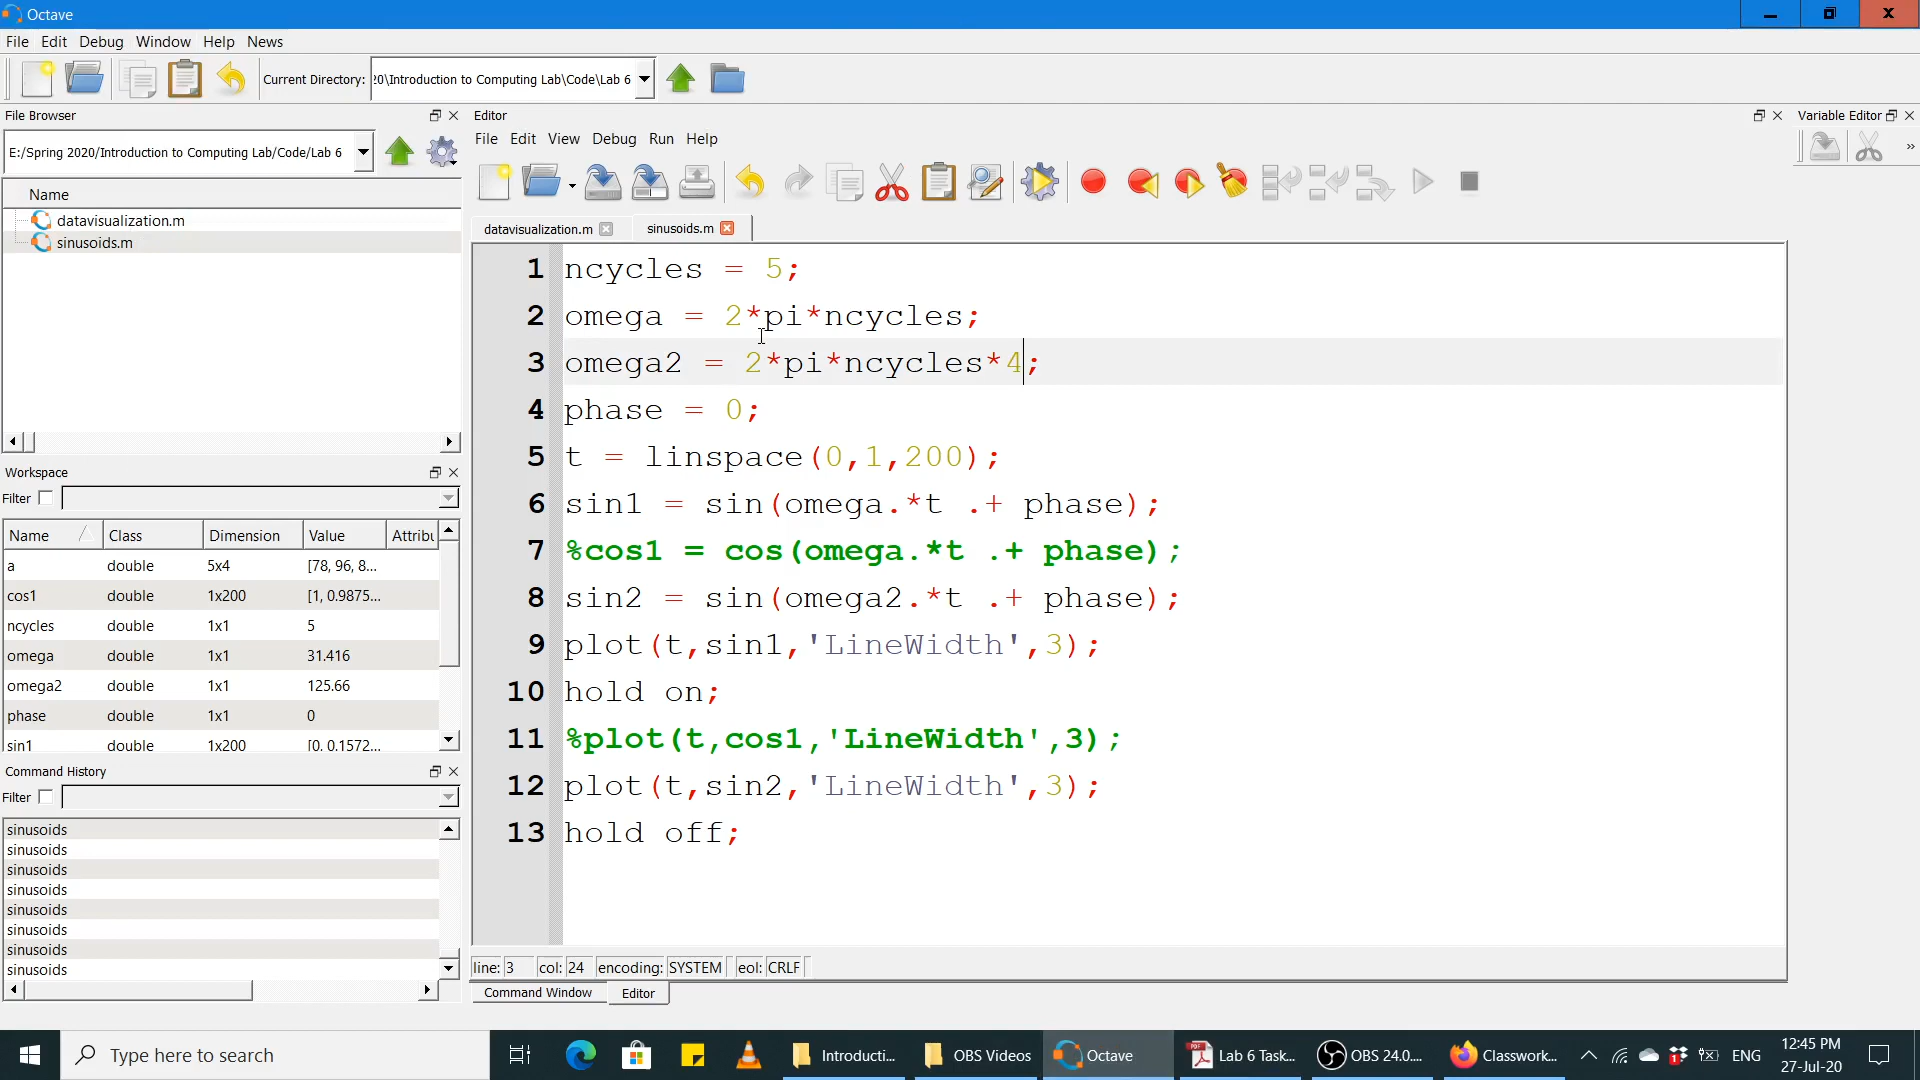 Octave
File Edit Debug Window Help News
Current Directory: ?0\Introduction to Computing Lab\Code\Lab 6
File Browser
E:/Spring 2020/Introduction to Computing Lab/Code/Lab 6
Name
datavisualization.m
sinusoids.m
Workspace
Filter
Name Class Dimension Value Attribu
a double 5x4 [78, 96, 8...
cos1 double 1x200 [1, 0.9875...
ncycles double 1x1 5
omega double 1x1 31.416
omega2 double 1x1 125.66
phase double 1x1 0
sin1 double 1x200 [0, 0.1572...
Command History
Filter
sinusoids
sinusoids
sinusoids
sinusoids
sinusoids
sinusoids
sinusoids
sinusoids
Editor
File Edit View Debug Run Help
datavisualization.m sinusoids.m
1 ncycles = 5;
2 omega = 2*pi*ncycles;
3 omega2 = 2*pi*ncycles*4;
4 phase = 0;
5 t = linspace(0,1,200);
6 sin1 = sin(omega.*t .+ phase);
7 %cos1 = cos(omega.*t .+ phase);
8 sin2 = sin(omega2.*t .+ phase);
9 plot(t,sin1,'LineWidth',3);
10 hold on;
11 %plot(t,cos1,'LineWidth',3);
12 plot(t,sin2,'LineWidth',3);
13 hold off;
line: 3 col: 24 encoding: SYSTEM eol: CRLF
Command Window Editor
Variable Editor
»
Type here to search
Introducti... OBS Videos Octave Lab 6 Task... OBS 24.0.... Classwork...
ENG
12:45 PM
27-Jul-20